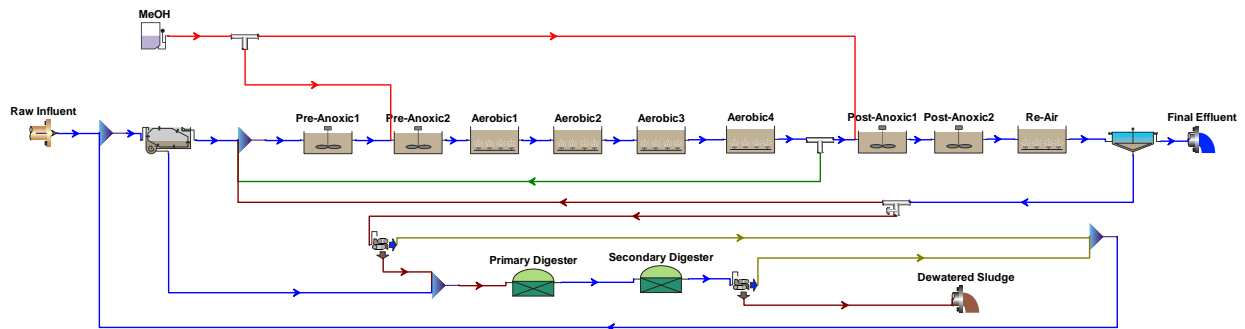 MeOH
Raw Influent
Pre-Anoxic1
Pre-Anoxic2
Aerobic1
Aerobic2
Aerobic3
Aerobic4
Post-Anoxic1
Post-Anoxic2
Re-Air
Final Effluent
Primary Digester
Secondary Digester
Dewatered Sludge